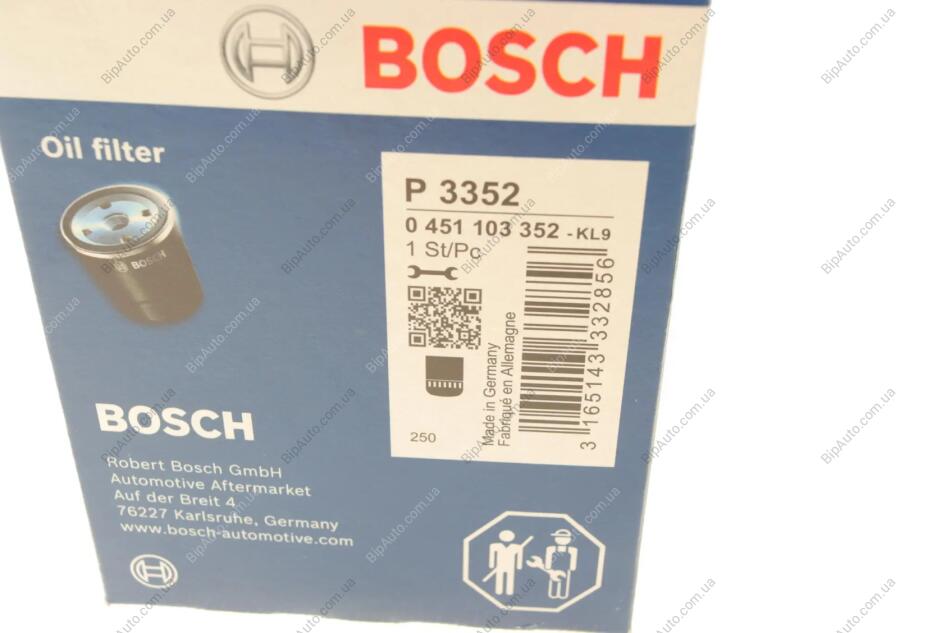 BOSCH
Oil filter
BOSCH
P 3352
0 451 103 352 -KL9
1 St/Pc
250
Made in Germany
Fabriqué en Allemagne
3 165143 332856
BOSCH
Robert Bosch GmbH
Automotive Aftermarket
Auf der Breit 4
76227 Karlsruhe, Germany
www.bosch-automotive.com
BipAuto.com.ua